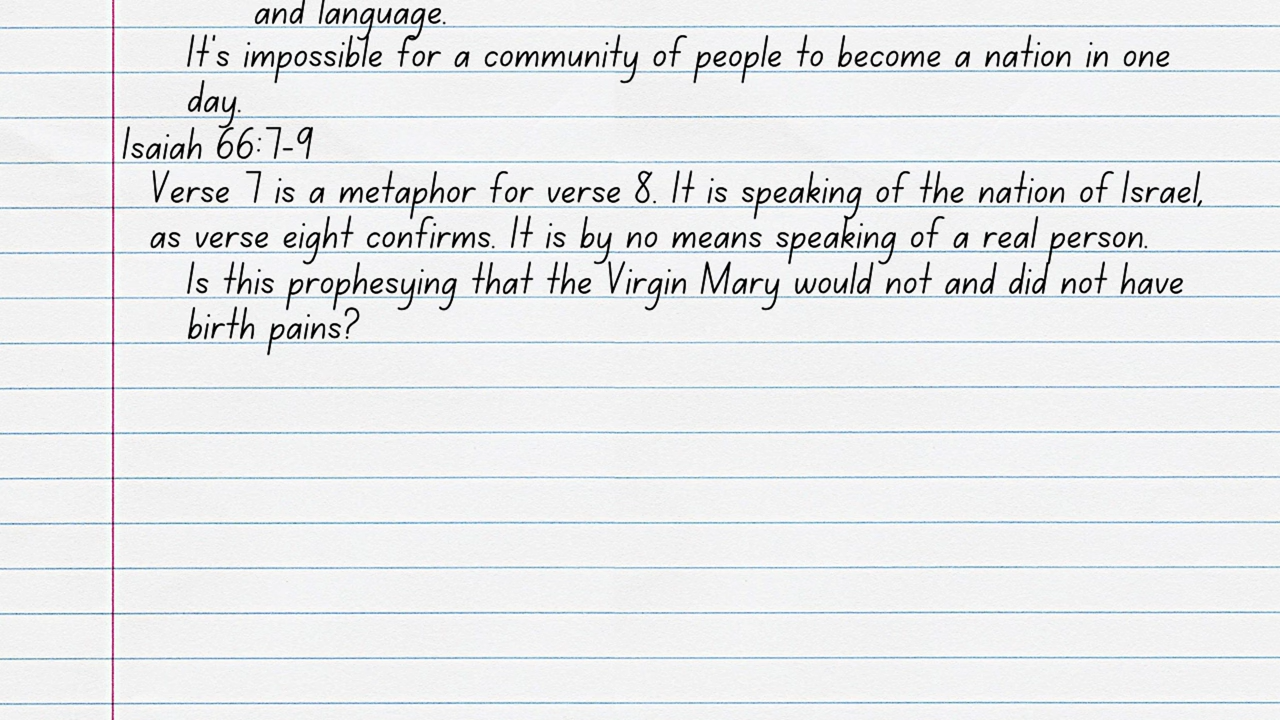 and language.
It's impossible for a community of people to become a nation in one
day.
Isaiah 66:7-9
Verse 7 is a metaphor for verse 8. It is speaking of the nation of Israel,
as verse eight confirms. It is by no means speaking of a real person.
Is this prophesying that the Virgin Mary would not and did not have
birth pains?